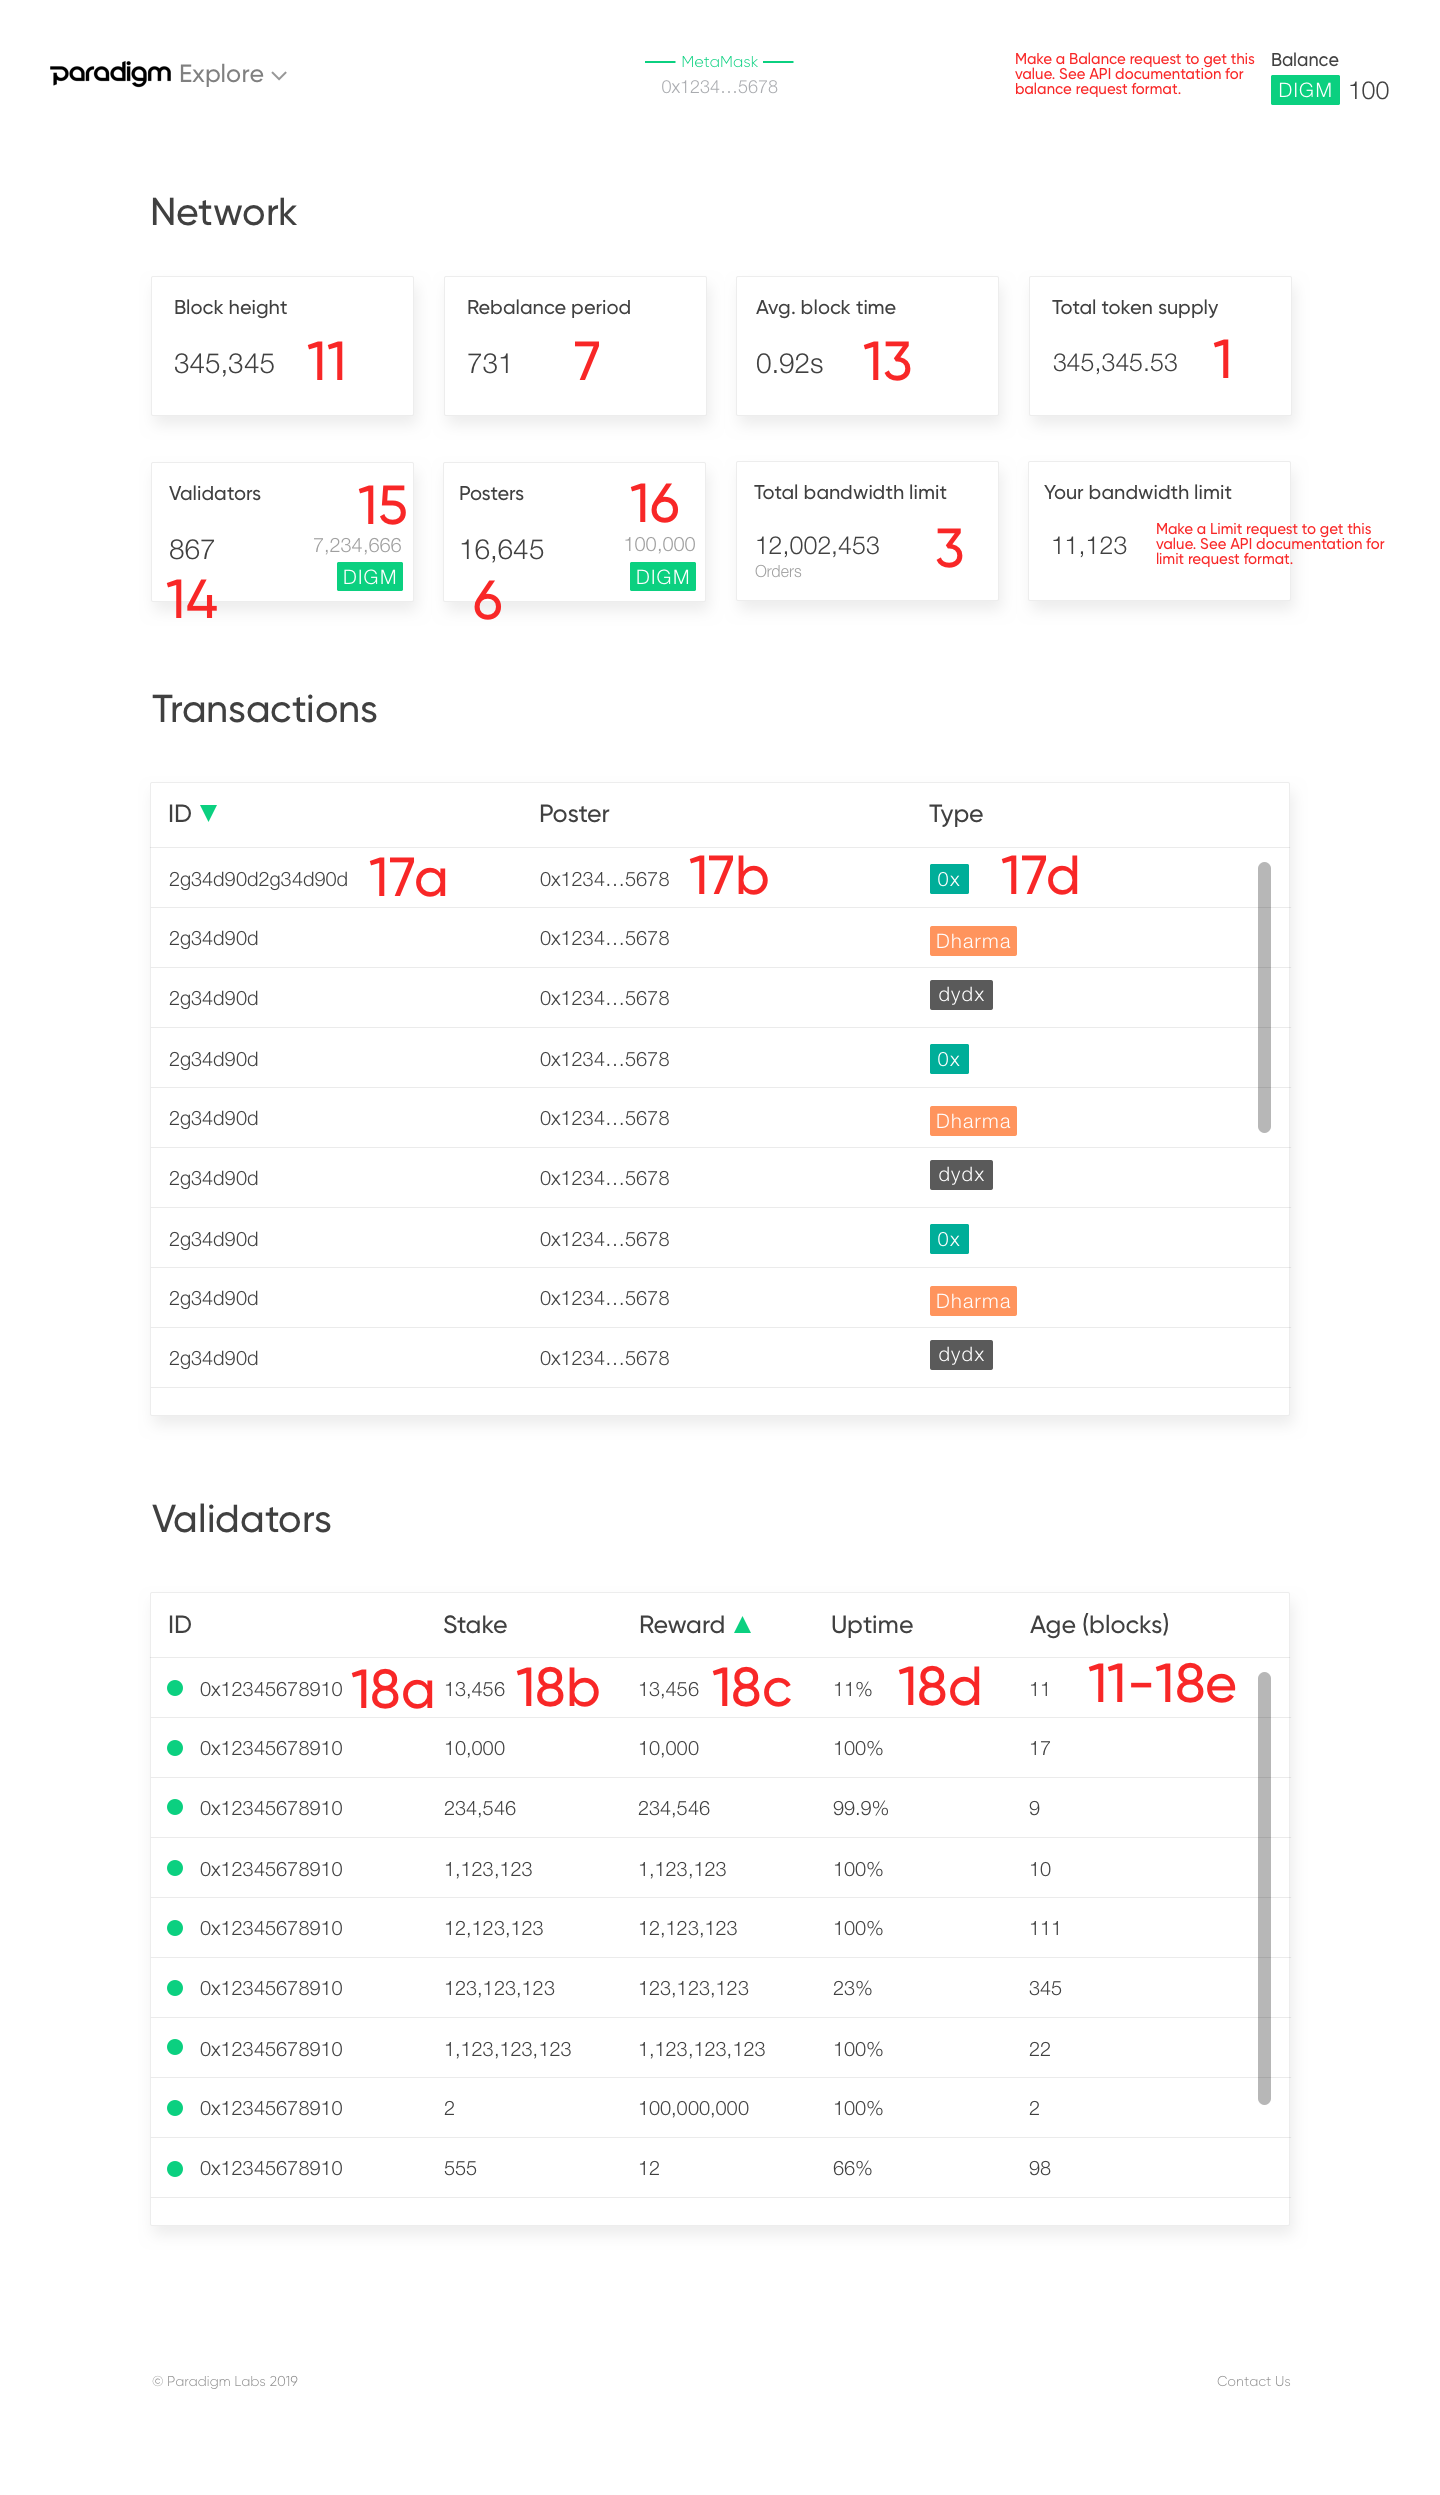 paradigm Explore
MetaMask
0x1234...5678
Make a Balance request to get this
value. See API documentation for
balance request format.
Balance
DIGM 100
Network
Block height
345,345 11
Rebalance period
731 7
Avg. block time
0.92s 13
Total token supply
345,345.53 1
Validators 15
867 7,234,666
DIGM
14
Posters 16
16,645 100,000
DIGM
6
Total bandwidth limit
12,002,453 3
Orders
Your bandwidth limit
11,123
Make a Limit request to get this
value. See API documentation for
limit request format.
Transactions
ID ▼ Poster Type
2g34d90d2g34d90d 17a 0x1234...5678 17b 0x 17d
2g34d90d 0x1234...5678 Dharma
2g34d90d 0x1234...5678 dydx
2g34d90d 0x1234...5678 0x
2g34d90d 0x1234...5678 Dharma
2g34d90d 0x1234...5678 dydx
2g34d90d 0x1234...5678 0x
2g34d90d 0x1234...5678 Dharma
2g34d90d 0x1234...5678 dydx
Validators
ID Stake Reward ▲ Uptime Age (blocks)
0x12345678910 18a 13,456 18b 13,456 18c 11% 18d 11 11-18e
0x12345678910 10,000 10,000 100% 17
0x12345678910 234,546 234,546 99.9% 9
0x12345678910 1,123,123 1,123,123 100% 10
0x12345678910 12,123,123 12,123,123 100% 111
0x12345678910 123,123,123 123,123,123 23% 345
0x12345678910 1,123,123,123 1,123,123,123 100% 22
0x12345678910 2 100,000,000 100% 2
0x12345678910 555 12 66% 98
© Paradigm Labs 2019
Contact Us